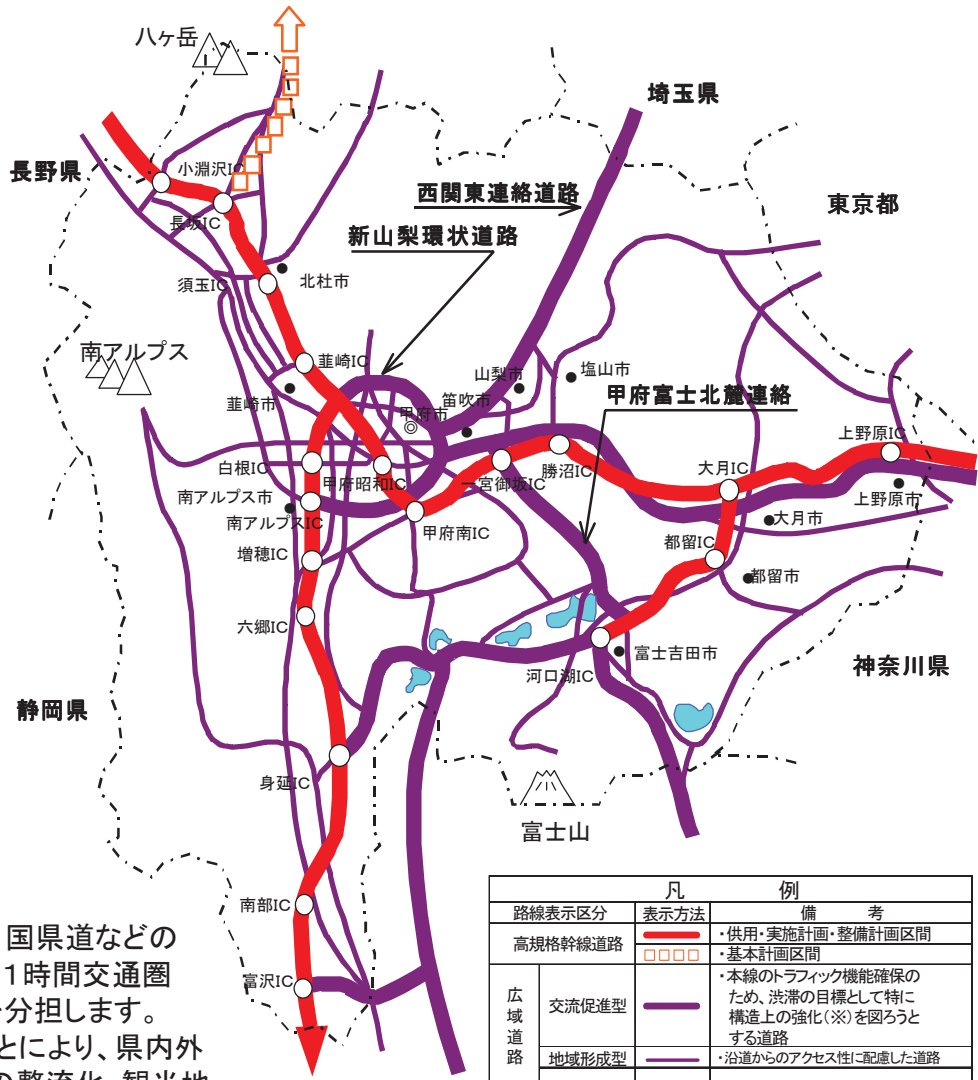 八ヶ岳
埼玉県
長野県
小淵沢IC
西関東連絡道路
東京都
長坂IC
新山梨環状道路
須玉IC
北杜市
南アルプス
韮崎IC
山梨市
塩山市
韮崎市
笛吹市
甲府富士北麓連絡
甲府市
上野原IC
白根IC
甲府昭和IC
一宮御坂IC
勝沼IC
大月IC
南アルプス市
上野原市
南アルプスIC
甲府南IC
大月市
増穂IC
都留IC
都留市
六郷IC
富士吉田市
河口湖IC
神奈川県
静岡県
身延IC
富士山
南部IC
富沢IC
国県道などの
1時間交通圏
分担します。
とにより、県内外
の整流化、観光地
凡 例
路線表示区分 表示方法 備 考
高規格幹線道路 ・供用・実施計画・整備計画区間
・基本計画区間
広域道路 交流促進型 ・本線のトラフィック機能確保の
ため、渋滞の目標として特に
構造上の強化(※)を図ろうと
する道路
地域形成型 ・沿道からのアクセス性に配慮した道路